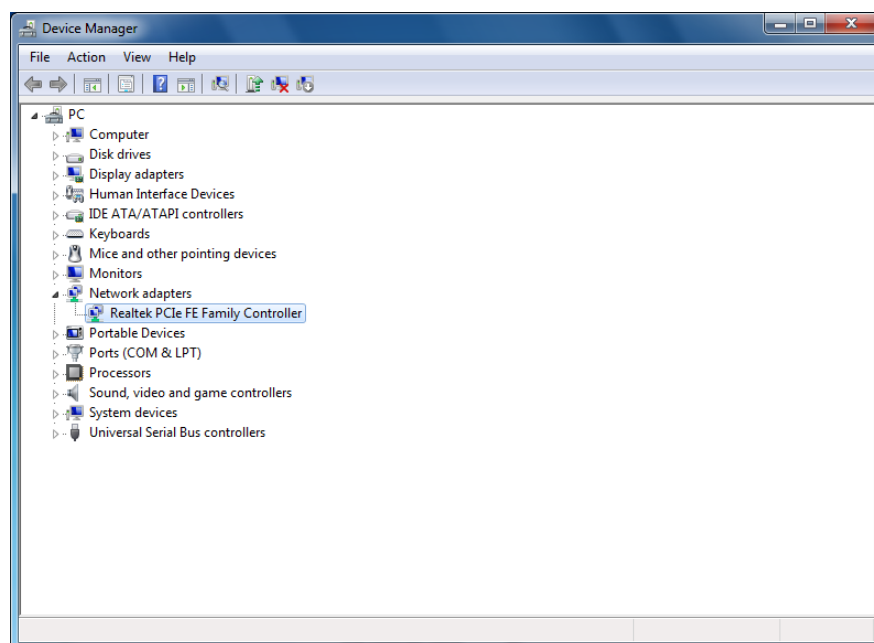 Device Manager
File Action View Help
PC
Computer
Disk drives
Display adapters
Human Interface Devices
IDE ATA/ATAPI controllers
Keyboards
Mice and other pointing devices
Monitors
Network adapters
Realtek PCIe FE Family Controller
Portable Devices
Ports (COM & LPT)
Processors
Sound, video and game controllers
System devices
Universal Serial Bus controllers